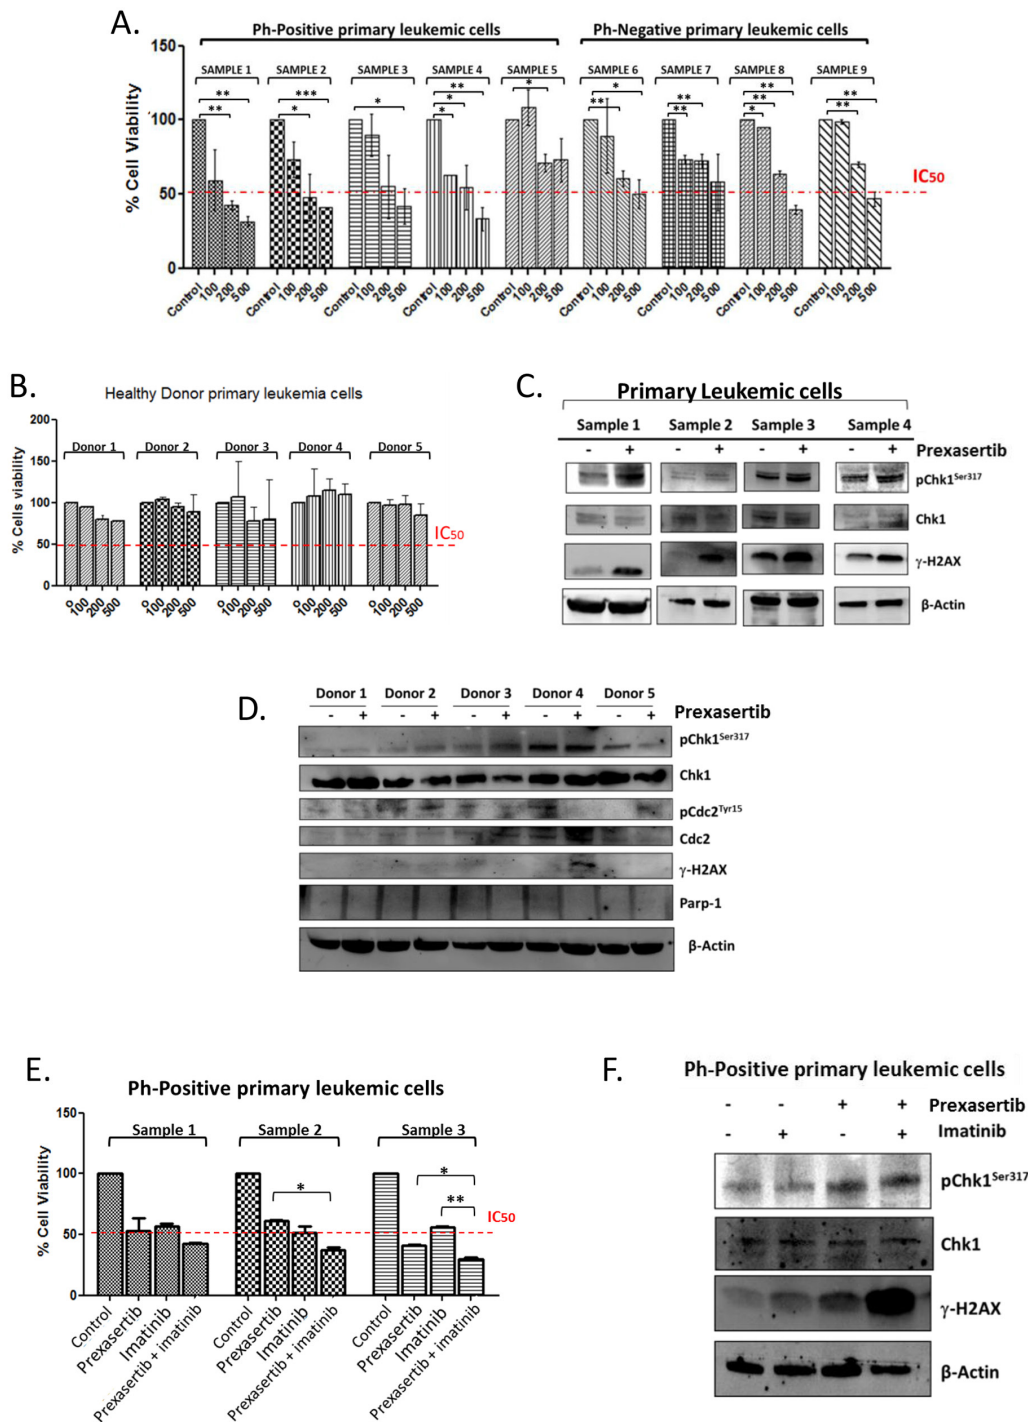 A.
Ph-Positive primary leukemic cells
Ph-Negative primary leukemic cells
% Cell Viability
150
100
50
0
SAMPLE 1
SAMPLE 2
SAMPLE 3
SAMPLE 4
SAMPLE 5
SAMPLE 6
SAMPLE 7
SAMPLE 8
SAMPLE 9
** **
*** *
*
** * *
*
* **
** **
** ** *
** **
IC50
Control 100 200 500
Control 100 200 500
Control 100 200 500
Control 100 200 500
Control 100 200 500
Control 100 200 500
Control 100 200 500
Control 100 200 500
Control 100 200 500
B.
Healthy Donor primary leukemia cells
% Cells viability
200
150
100
50
0
Donor 1
Donor 2
Donor 3
Donor 4
Donor 5
IC50
0 100 200 500
0 100 200 500
0 100 200 500
0 100 200 500
0 100 200 500
C.
Primary Leukemic cells
Sample 1 Sample 2 Sample 3 Sample 4
- + - + - + - + Prexasertib
pChk1Ser317
Chk1
γ-H2AX
β-Actin
D.
Donor 1 Donor 2 Donor 3 Donor 4 Donor 5
- + - + - + - + - + Prexasertib
pChk1Ser317
Chk1
pCdc2Tyr15
Cdc2
γ-H2AX
Parp-1
β-Actin
E.
Ph-Positive primary leukemic cells
% Cell Viability
150
100
50
0
Sample 1
Sample 2
Sample 3
*
*
**
IC50
Control Prexasertib Imatinib Prexasertib + imatinib
Control Prexasertib Imatinib Prexasertib + imatinib
Control Prexasertib Imatinib Prexasertib + imatinib
F.
Ph-Positive primary leukemic cells
- - + + Prexasertib
- + - + Imatinib
pChk1Ser317
Chk1
γ-H2AX
β-Actin